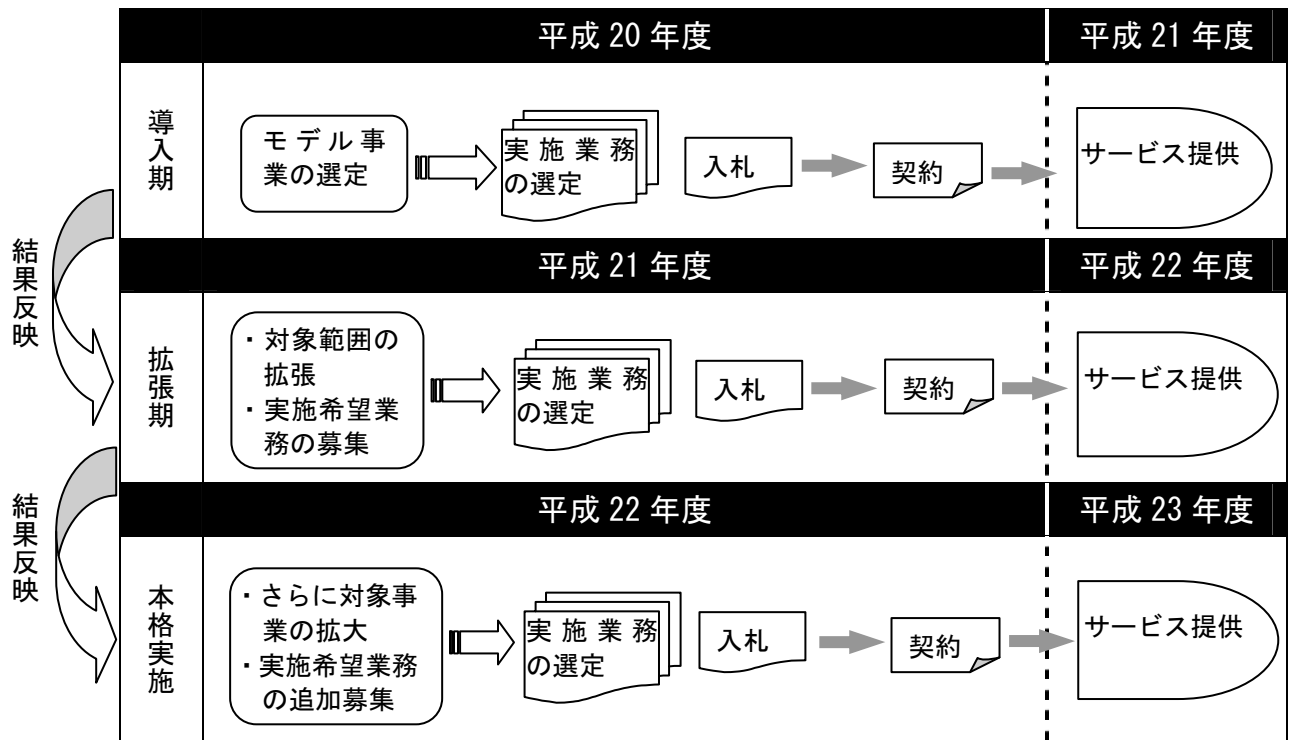 平成 20 年度
平成 21 年度
導入期
モデル事
業の選定
実施業務
の選定
入札
契約
サービス提供
結果反映
平成 21 年度
平成 22 年度
拡張期
・対象範囲の
拡張
・実施希望業
務の募集
実施業務
の選定
入札
契約
サービス提供
結果反映
平成 22 年度
平成 23 年度
本格実施
・さらに対象事
業の拡大
・実施希望業務
の追加募集
実施業務
の選定
入札
契約
サービス提供